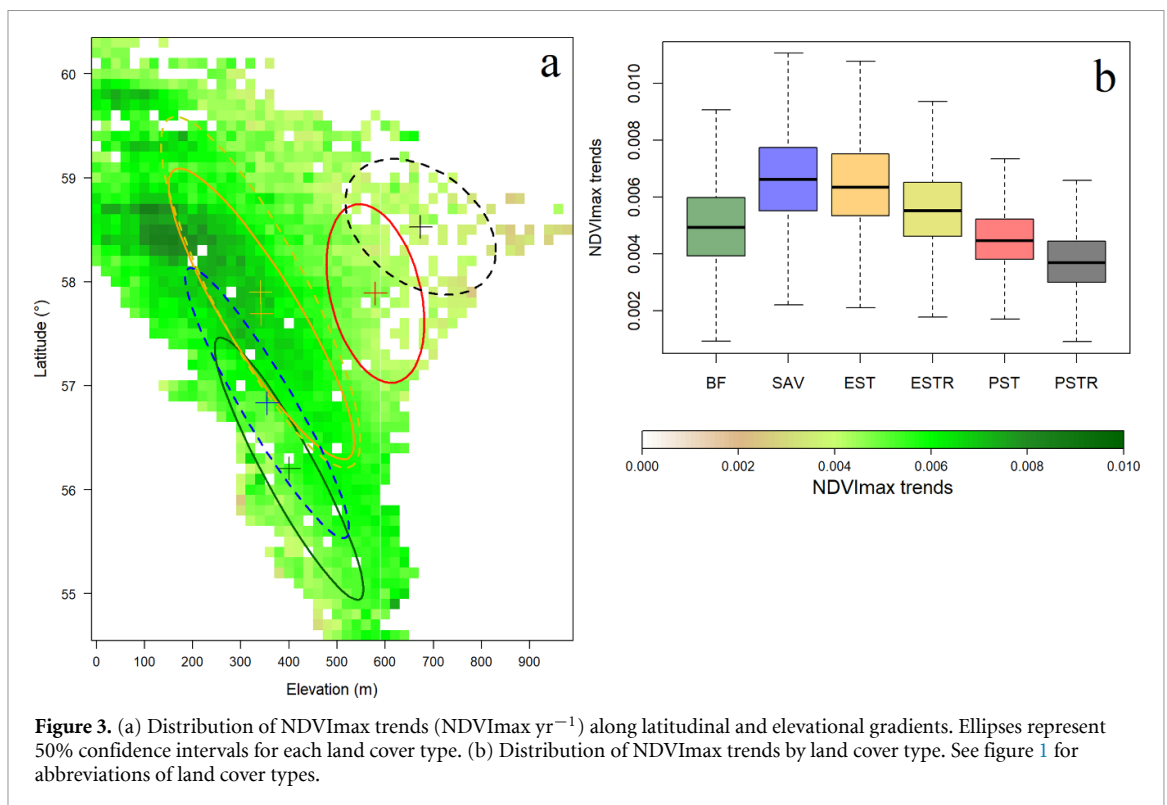 a
60
59
58
57
56
55
Latitude (°)
0 100 200 300 400 500 600 700 800 900
Elevation (m)
b
0.010
0.008
0.006
0.004
0.002
NDVImax trends
BF SAV EST ESTR PST PSTR
0.000 0.002 0.004 0.006 0.008 0.010
NDVImax trends
Figure 3. (a) Distribution of NDVImax trends (NDVImax yr⁻¹) along latitudinal and elevational gradients. Ellipses represent
50% confidence intervals for each land cover type. (b) Distribution of NDVImax trends by land cover type. See figure 1 for
abbreviations of land cover types.